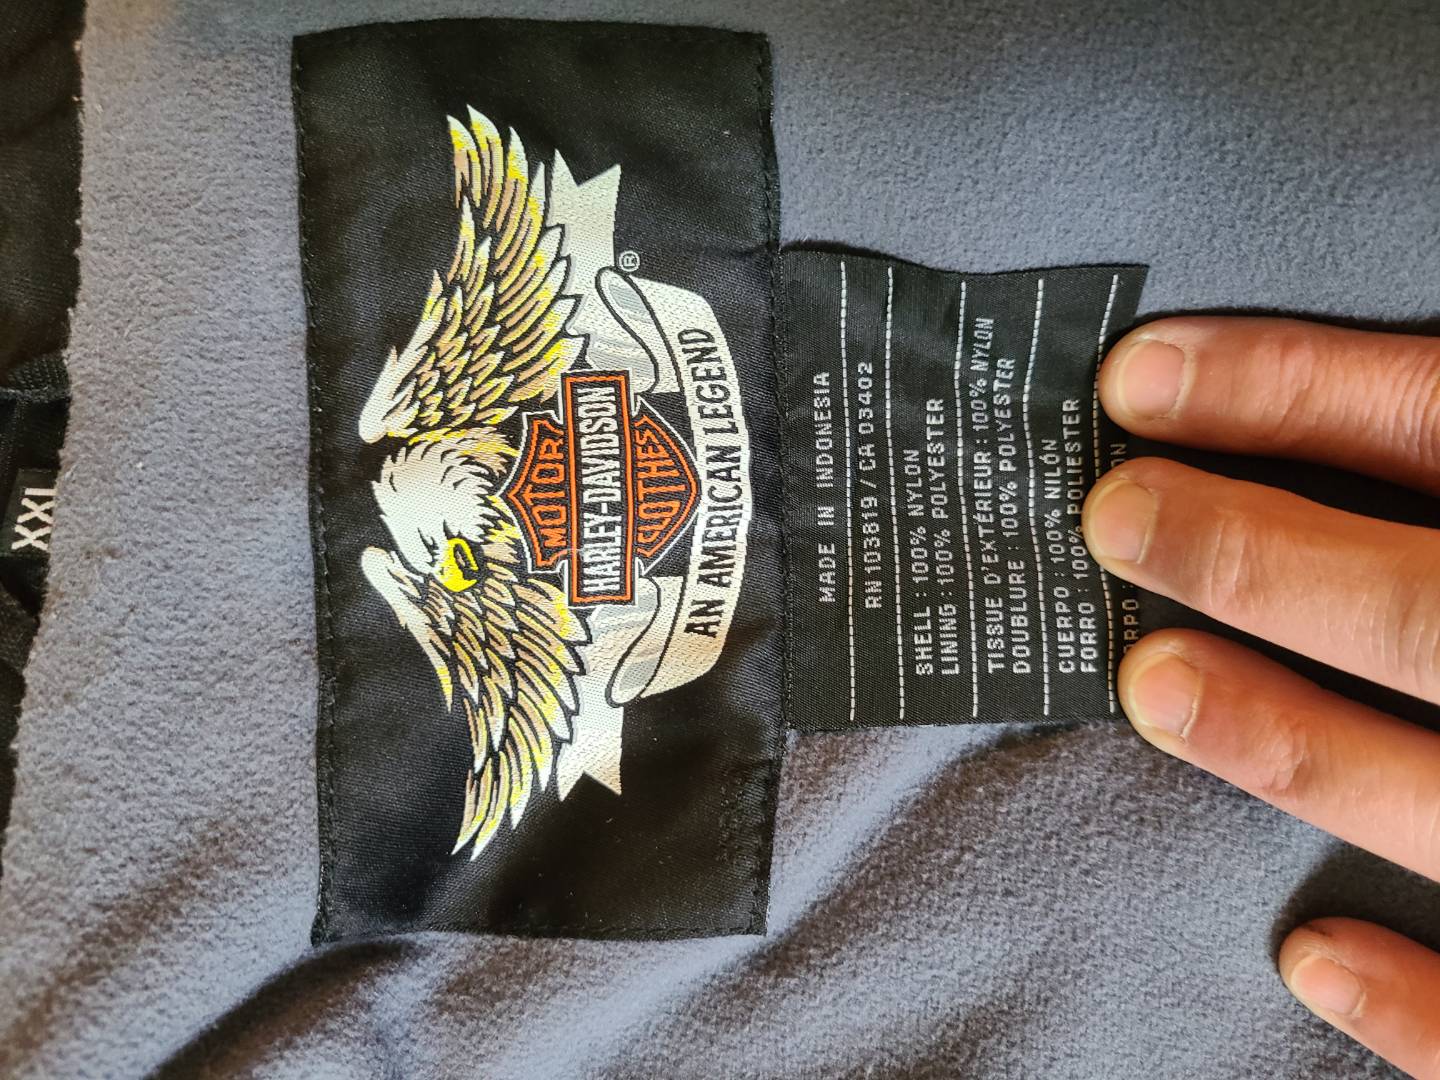 XXL
®
MOTOR
HARLEY-DAVIDSON
CLOTHES
AN AMERICAN LEGEND
MADE IN INDONESIA
RN 103819 / CA 03402
SHELL : 100% NYLON
LINING : 100% POLYESTER
TISSUE D'EXTÉRIEUR : 100% NYLON
DOUBLURE : 100% POLYESTER
CUERPO : 100% NILÓN
FORRO : 100% POLIESTER